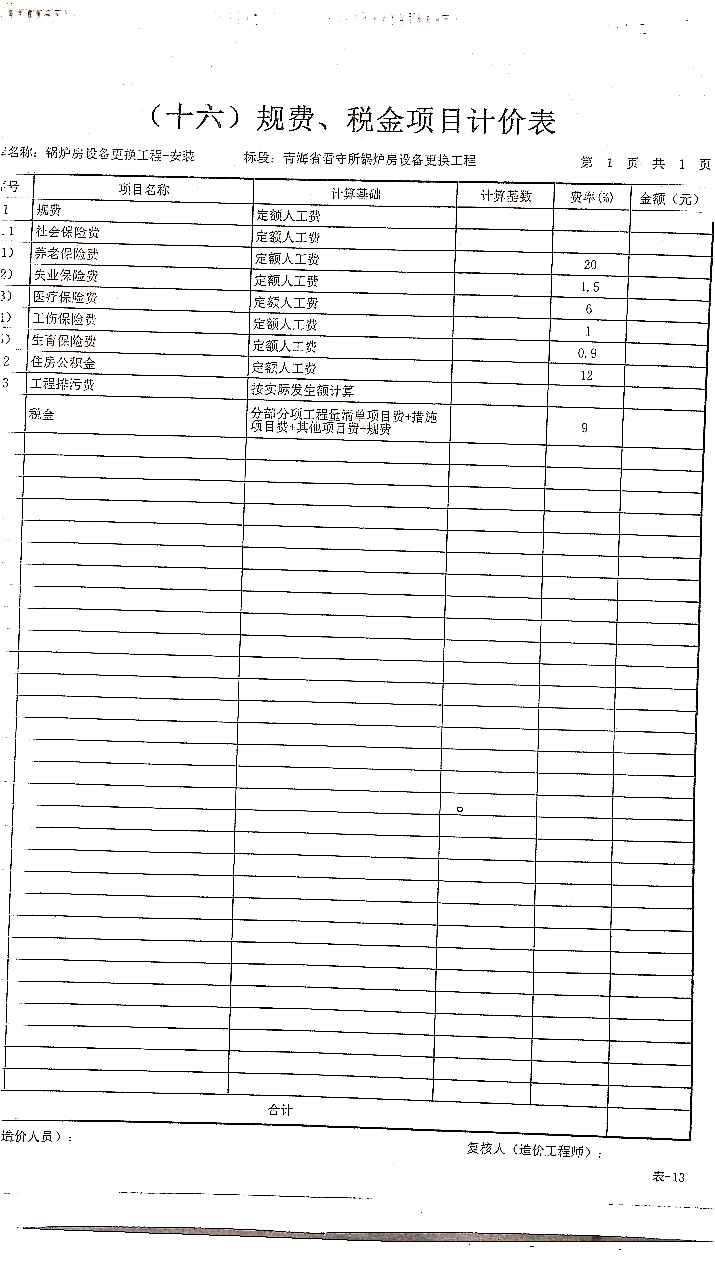 （十六）规费、税金项目计价表
名称：锅炉房设备更换工程-安装 标段：青海省看守所锅炉房设备更换工程 第 1 页 共 1 页
号 项目名称 计算基础 计算基数 费率(%) 金额（元）
1 规费 定额人工费
.1 社会保险费 定额人工费
1) 养老保险费 定额人工费 20
2) 失业保险费 定额人工费 1.5
3) 医疗保险费 定额人工费 6
4) 工伤保险费 定额人工费 1
5) 生育保险费 定额人工费 0.9
2 住房公积金 定额人工费 12
3 工程排污费 按实际发生额计算
税金 分部分项工程量清单项目费+措施
项目费+其他项目费+规费 9
合计
造价人员）： 复核人（造价工程师）：
表-13